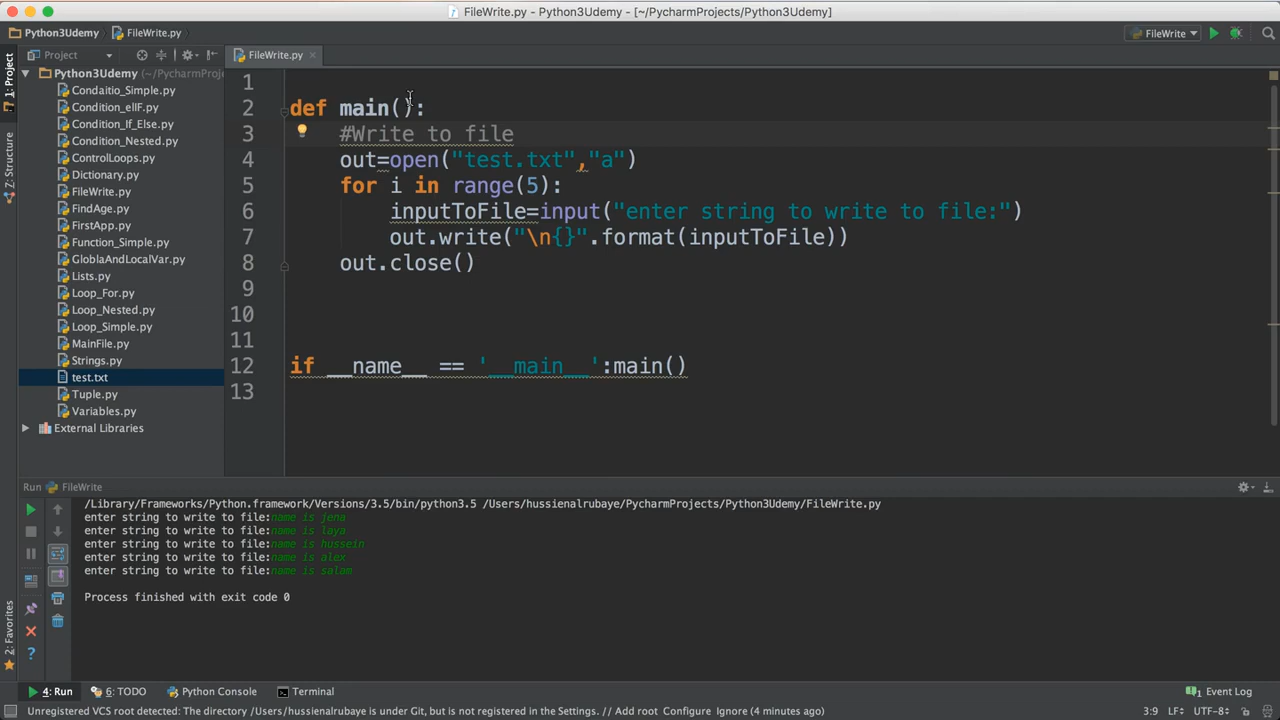 FileWrite.py - Python3Udemy - [~/PycharmProjects/Python3Udemy]
Python3Udemy FileWrite.py FileWrite
Project FileWrite.py
1: Project
Z: Structure
2: Favorites
Python3Udemy (~/PycharmProj
Condaitio_Simple.py
Condition_elIF.py
Condition_If_Else.py
Condition_Nested.py
ControlLoops.py
Dictionary.py
FileWrite.py
FindAge.py
FirstApp.py
Function_Simple.py
GloblaAndLocalVar.py
Lists.py
Loop_For.py
Loop_Nested.py
Loop_Simple.py
MainFile.py
Strings.py
test.txt
Tuple.py
Variables.py
External Libraries
1
2 def main():
3 #Write to file
4 out=open("test.txt","a")
5 for i in range(5):
6 inputToFile=input("enter string to write to file:")
7 out.write("\n{}".format(inputToFile))
8 out.close()
9
10
11
12 if __name__ == '__main__':main()
13
Run FileWrite
/Library/Frameworks/Python.framework/Versions/3.5/bin/python3.5 /Users/hussienalrubaye/PycharmProjects/Python3Udemy/FileWrite.py
enter string to write to file:name is jena
enter string to write to file:name is laya
enter string to write to file:name is hussein
enter string to write to file:name is alex
enter string to write to file:name is salam
Process finished with exit code 0
4: Run 6: TODO Python Console Terminal 1 Event Log
Unregistered VCS root detected: The directory /Users/hussienalrubaye is under Git, but is not registered in the Settings. // Add root Configure Ignore (4 minutes ago) 3:9 LF÷ UTF-8÷